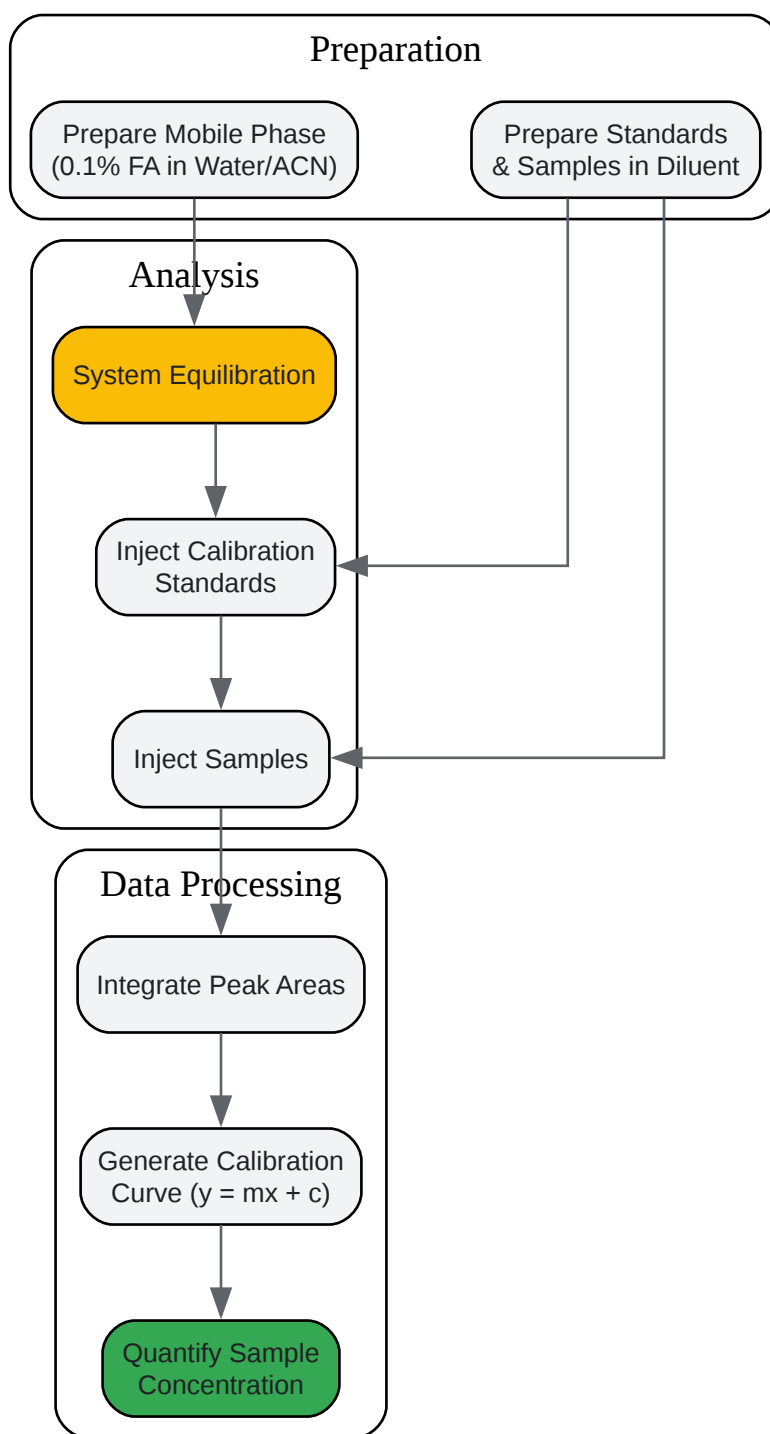 Preparation
Prepare Mobile Phase
(0.1% FA in Water/ACN)
Prepare Standards
& Samples in Diluent
Analysis
System Equilibration
Inject Calibration
Standards
Inject Samples
Data Processing
Integrate Peak Areas
Generate Calibration
Curve (y = mx + c)
Quantify Sample
Concentration